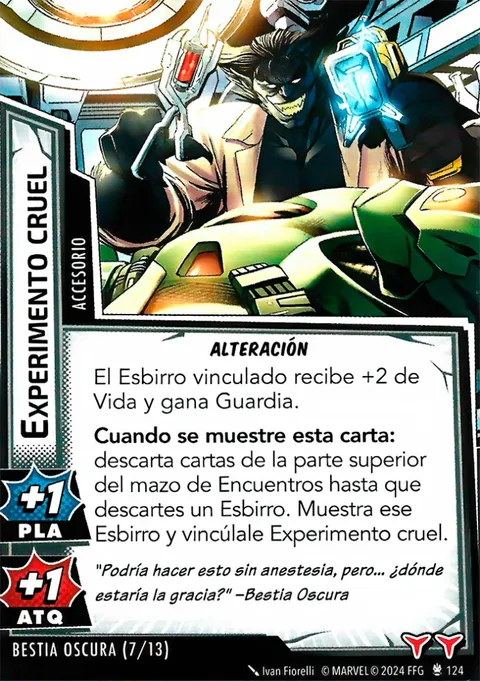 EXPERIMENTO CRUEL
ACCESORIO
ALTERACIÓN
El Esbirro vinculado recibe +2 de
Vida y gana Guardia.
Cuando se muestre esta carta:
descarta cartas de la parte superior
del mazo de Encuentros hasta que
descartes un Esbirro. Muestra ese
Esbirro y vincúlale Experimento cruel.
+1
PLA
"Podría hacer esto sin anestesia, pero... ¿dónde
estaría la gracia?" –Bestia Oscura
+1
ATQ
BESTIA OSCURA (7/13)
Ivan Fiorelli © MARVEL © 2024 FFG 124